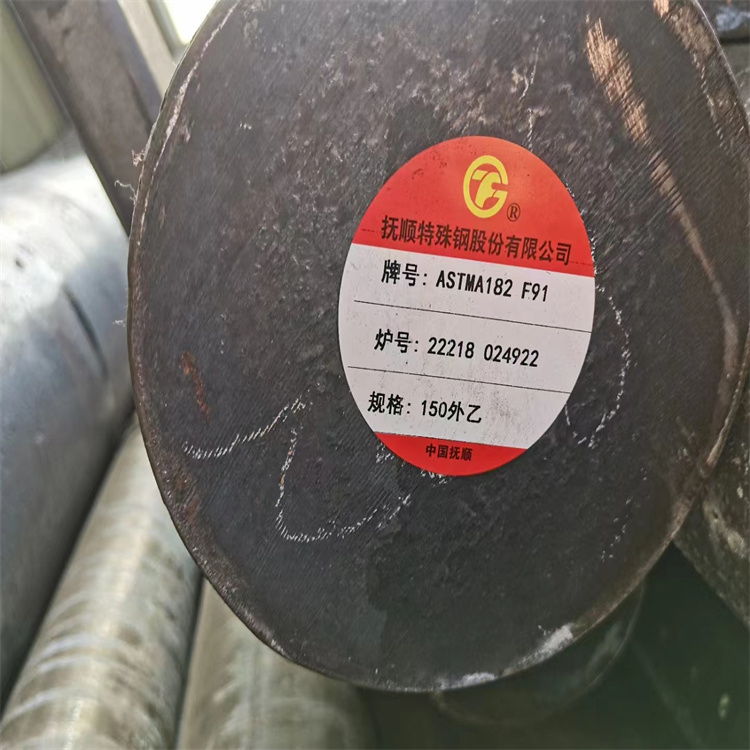 ®
抚顺特殊钢股份有限公司
牌号: ASTMA182 F91
炉号: 22218 024922
规格: 150外乙
中国抚顺